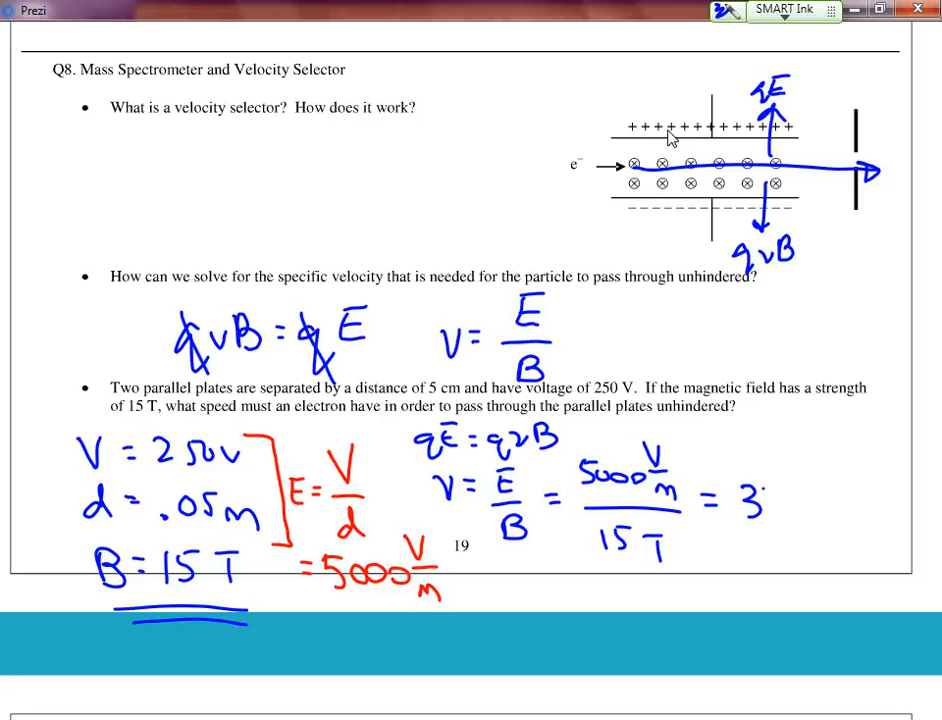 Prezi
SMART Ink
Q8. Mass Spectrometer and Velocity Selector
• What is a velocity selector? How does it work?
qE
+ + + + + + + + + + + + +
e⁻
⊗ ⊗ ⊗ ⊗ ⊗ ⊗
⊗ ⊗ ⊗ ⊗ ⊗ ⊗
_ _ _ _ _ _ _ _ _ _ _ _ _
qvB
• How can we solve for the specific velocity that is needed for the particle to pass through unhindered?
qvB = qE v = E/B
• Two parallel plates are separated by a distance of 5 cm and have voltage of 250 V. If the magnetic field has a strength
of 15 T, what speed must an electron have in order to pass through the parallel plates unhindered?
V = 250V
d = .05m
B = 15 T
E = V/d
= 5000 V/m
qE = qvB
v = E/B = 5000 V/m / 15 T = 3
19